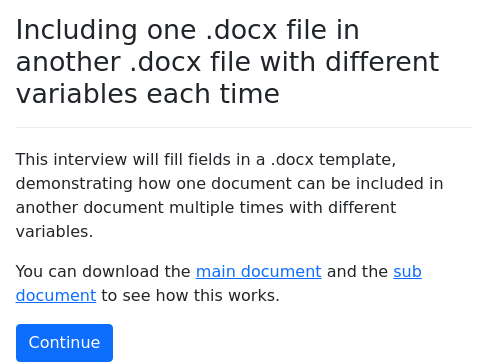 Including one .docx file in
another .docx file with different
variables each time
This interview will fill fields in a .docx template,
demonstrating how one document can be included in
another document multiple times with different
variables.
You can download the main document and the sub
document to see how this works.
Continue